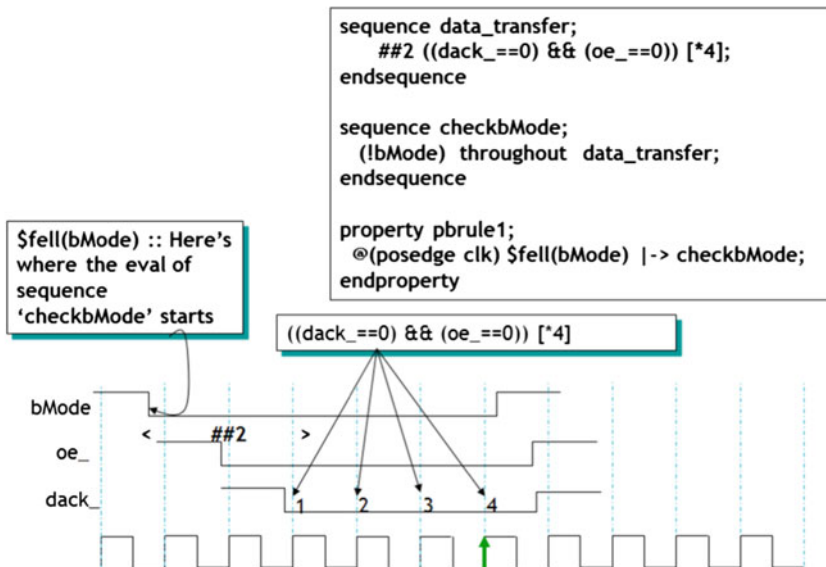 sequence data_transfer;
##2 ((dack_==0) && (oe_==0)) [*4];
endsequence
sequence checkbMode;
(!bMode) throughout data_transfer;
endsequence
property pbrule1;
@(posedge clk) $fell(bMode) |-> checkbMode;
endproperty
$fell(bMode) :: Here's
where the eval of
sequence
‘checkbMode’ starts
((dack_==0) && (oe_==0)) [*4]
bMode
< ##2 >
oe_
dack_
1 2 3 4